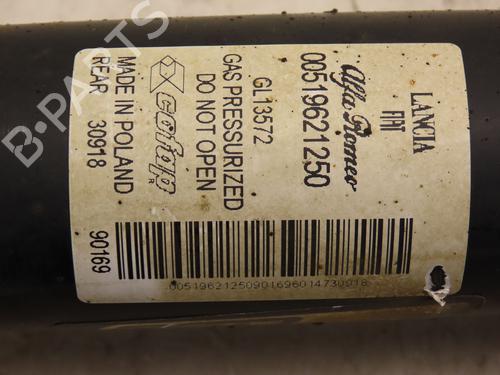 LANCIA
FIAT
Alfa Romeo
00519621250
GL13572
GAS PRESSURIZED
DO NOT OPEN
cofap
MADE IN POLAND
REAR 30918
90169
00519621250901696014730918
B-PARTS